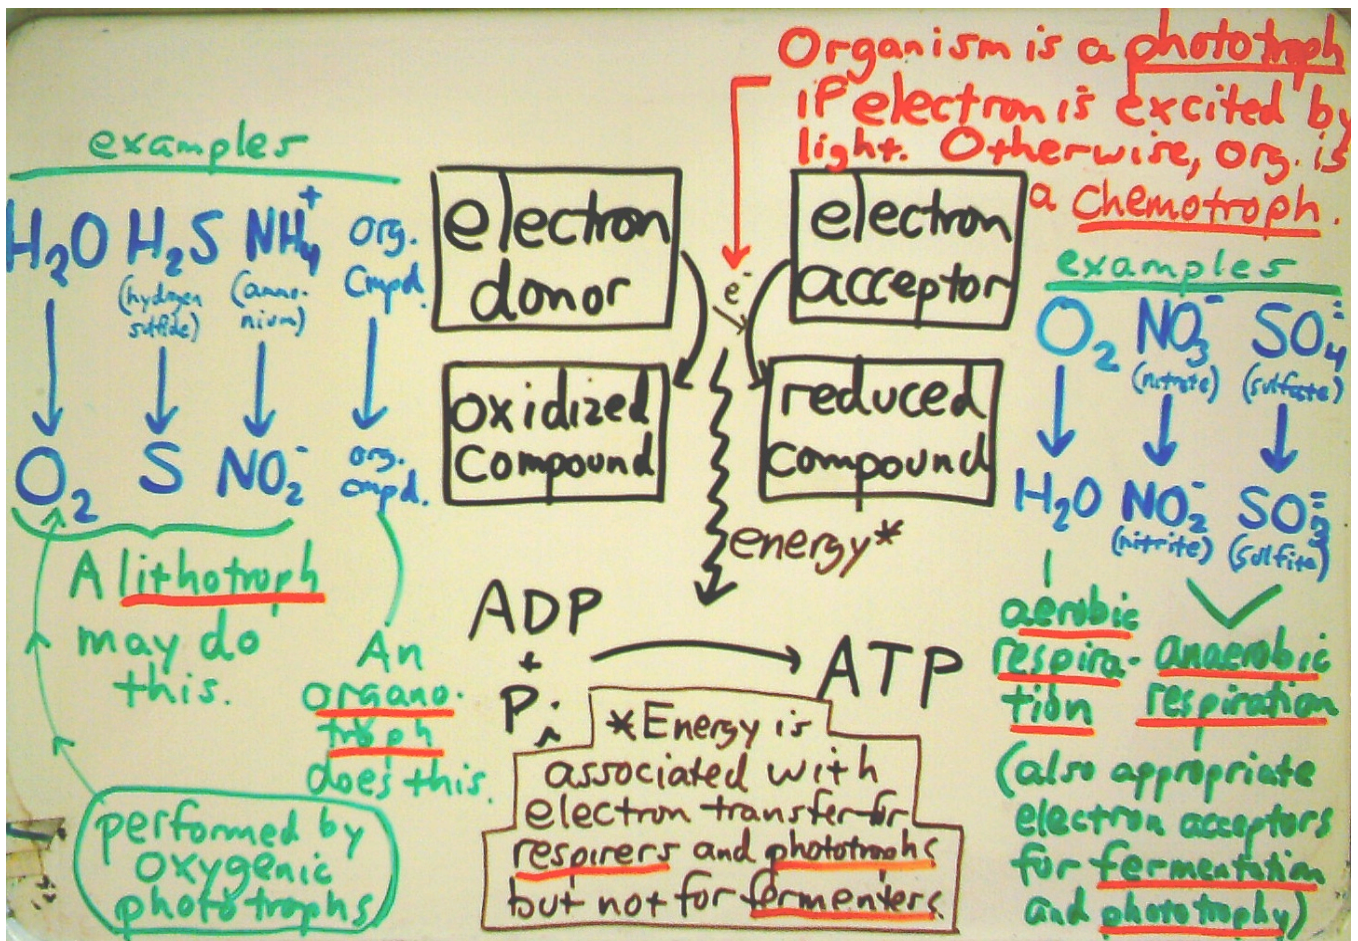 Organism is a phototroph
if electron is excited by
light. Otherwise, org. is
a chemotroph.
examples
H₂O H₂S NH₄⁺ org. cmpd.
(hydrogen sulfide) (ammo-nium)
O₂ S NO₂⁻ org. cmpd.
A lithotroph
may do
this.
An
organo-
troph
does this.
performed by
oxygenic
phototrophs
electron
donor
oxidized
compound
e⁻
electron
acceptor
reduced
compound
energy*
ADP
+
Pi
ATP
*Energy is
associated with
electron transfer for
respirers and phototrophs
but not for fermenters.
examples
O₂ NO₃⁻ SO₄⁼
(nitrate) (sulfate)
H₂O NO₂⁻ SO₃⁼
(nitrite) (sulfite)
aerobic
respira-
tion
anaerobic
respiration
(also appropriate
electron acceptors
for fermentation
and phototrophy)